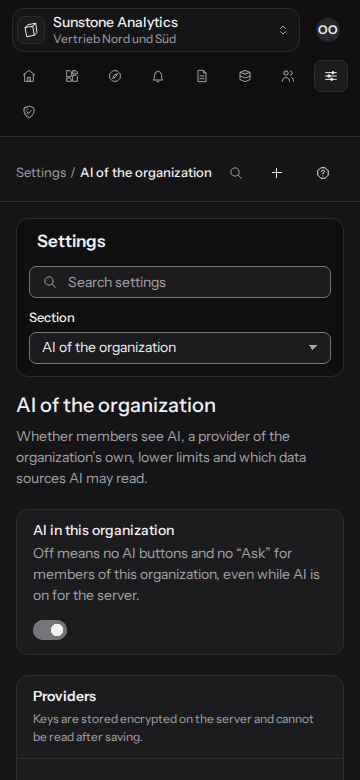 Sunstone Analytics
Vertrieb Nord und Süd
OO
Settings / AI of the organization
Settings
Search settings
Section
AI of the organization
AI of the organization
Whether members see AI, a provider of the
organization's own, lower limits and which data
sources AI may read.
AI in this organization
Off means no AI buttons and no “Ask” for
members of this organization, even while AI is
on for the server.
Providers
Keys are stored encrypted on the server and cannot
be read after saving.